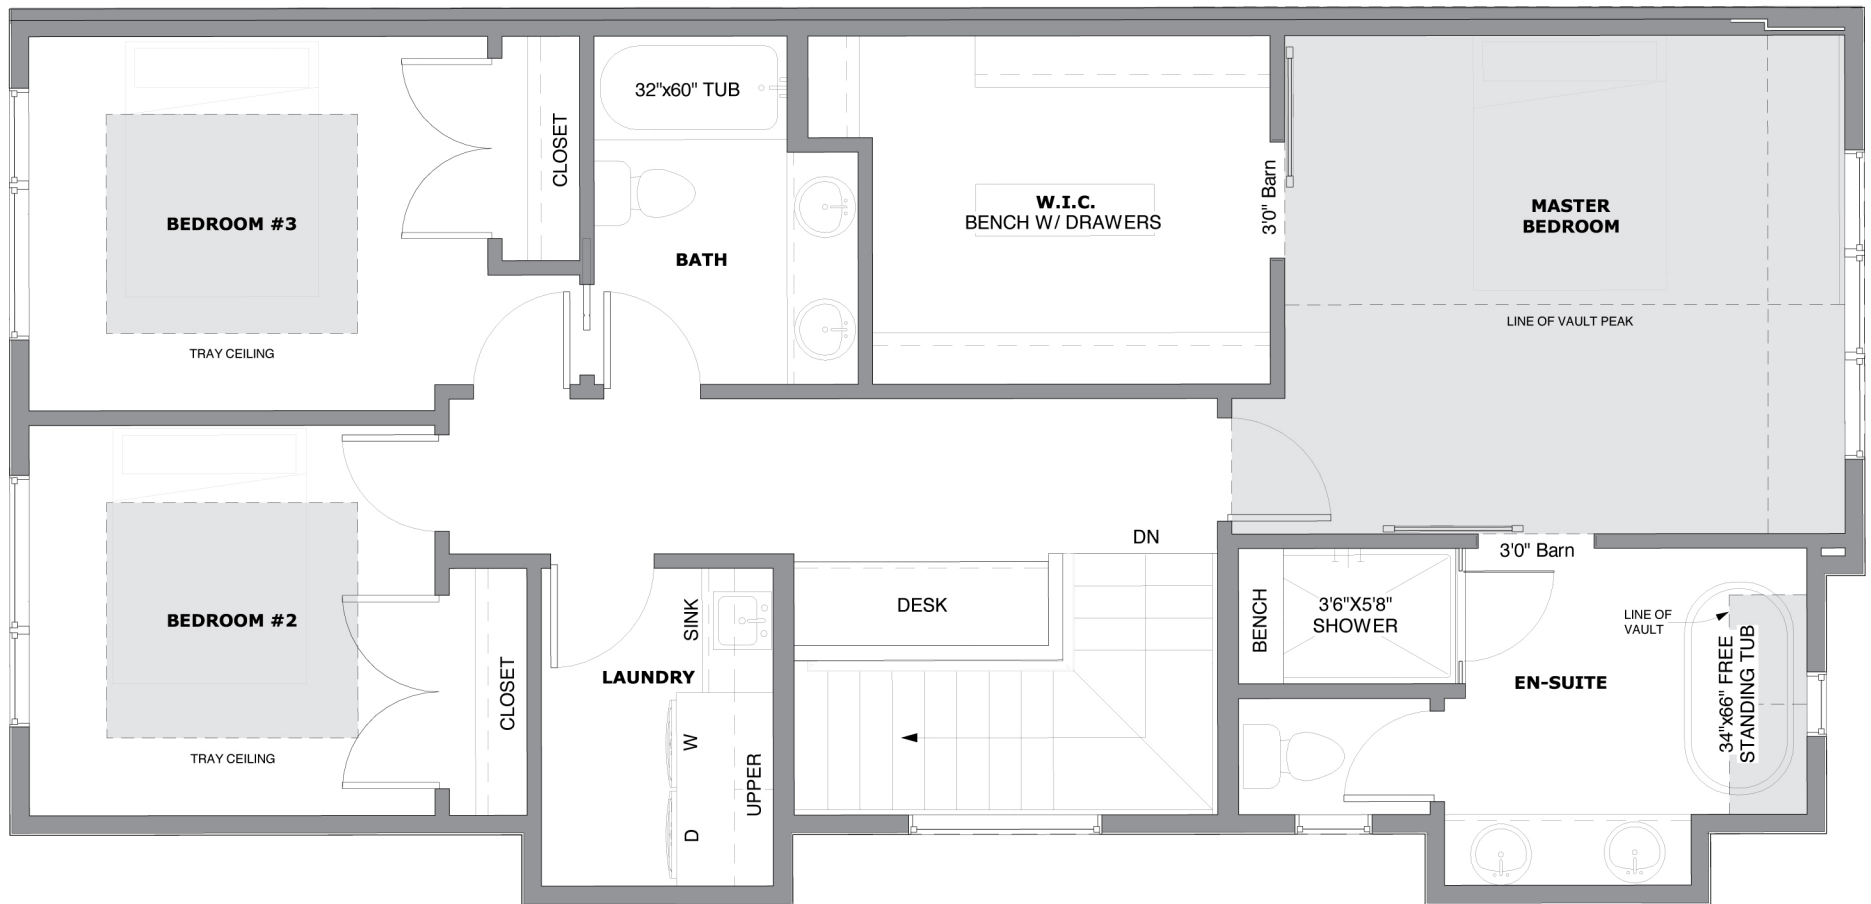 32"x60" TUB
CLOSET
BEDROOM #3
TRAY CEILING
BATH
W.I.C.
BENCH W/ DRAWERS
3'0" Barn
MASTER
BEDROOM
LINE OF VAULT PEAK
BEDROOM #2
TRAY CEILING
CLOSET
LAUNDRY
SINK
W
D
UPPER
DESK
DN
3'0" Barn
BENCH
3'6"X5'8"
SHOWER
EN-SUITE
LINE OF
VAULT
34"x66" FREE
STANDING TUB